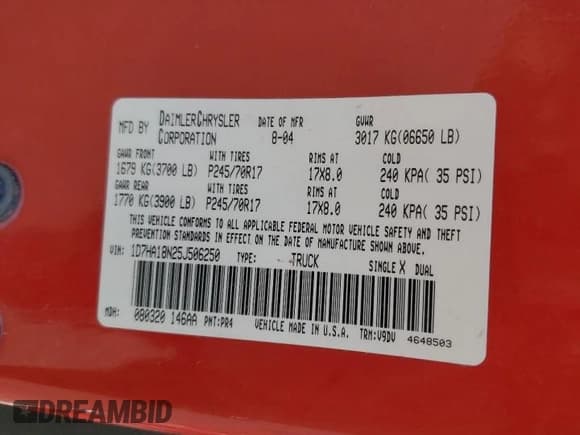 MFD BY DAIMLERCHRYSLER CORPORATION DATE OF MFR 8-04 GVWR 3017 KG(06650 LB)
GAWR FRONT WITH TIRES RIMS AT COLD
1679 KG(3700 LB) P245/70R17 17X8.0 240 KPA( 35 PSI)
GAWR REAR WITH TIRES RIMS AT COLD
1770 KG(3900 LB) P245/70R17 17X8.0 240 KPA( 35 PSI)
THIS VEHICLE CONFORMS TO ALL APPLICABLE FEDERAL MOTOR VEHICLE SAFETY AND THEFT
PREVENTION STANDARDS IN EFFECT ON THE DATE OF MANUFACTURE SHOWN ABOVE.
VIN: 1D7HA18N25J506250 TYPE: TRUCK SINGLE X DUAL
MDH: 080320 146AA PNT:PR4 VEHICLE MADE IN U.S.A. TRM:V9DV 4648503
DREAMBID